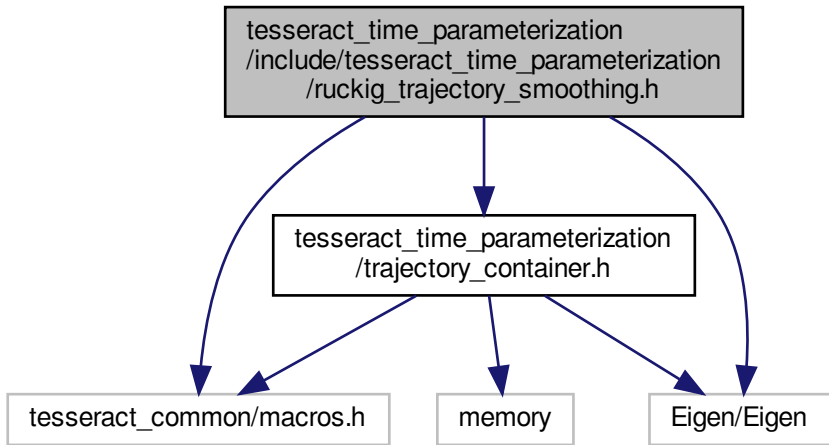 tesseract_time_parameterization
/include/tesseract_time_parameterization
/ruckig_trajectory_smoothing.h
tesseract_time_parameterization
/trajectory_container.h
tesseract_common/macros.h
memory
Eigen/Eigen